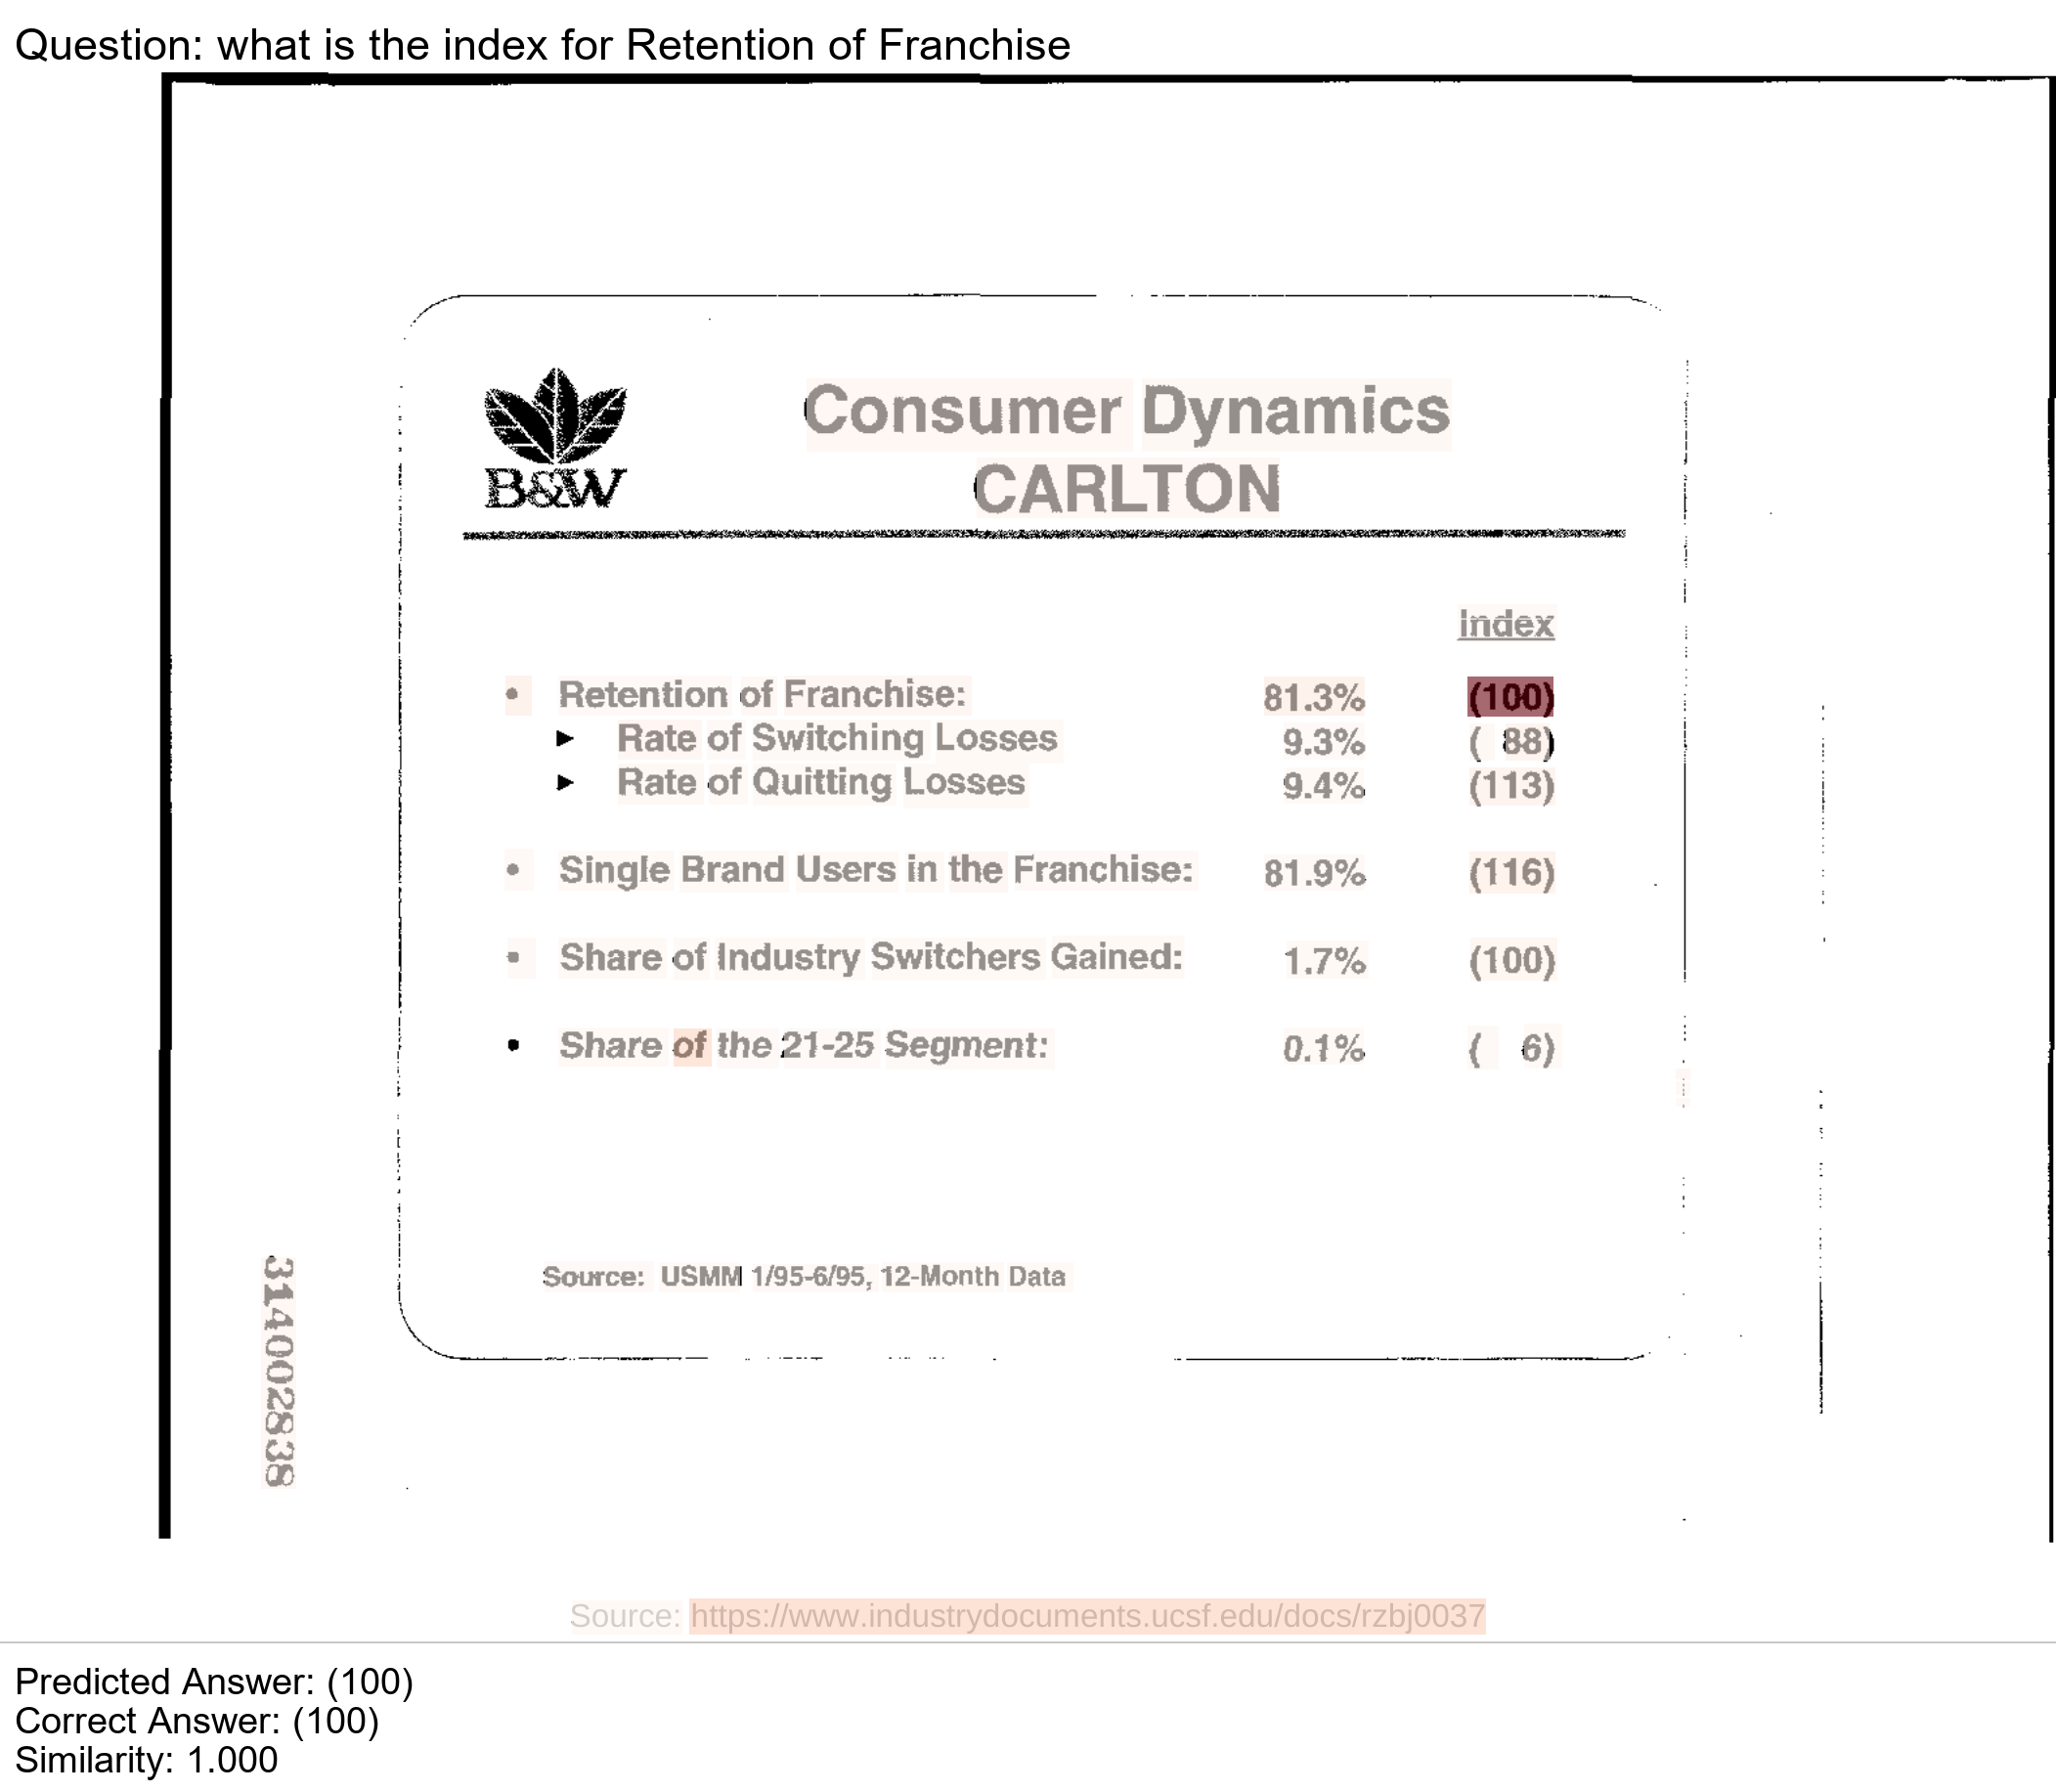 Question: what is the index for Retention of Franchise
B&W
Consumer Dynamics
CARLTON
Index
• Retention of Franchise: 81.3% (100)
► Rate of Switching Losses 9.3% ( 88)
► Rate of Quitting Losses 9.4% (113)
• Single Brand Users in the Franchise: 81.9% (116)
• Share of Industry Switchers Gained: 1.7% (100)
• Share of the 21-25 Segment: 0.1% ( 6)
Source: USMM 1/95-6/95, 12-Month Data
314002838
Source: https://www.industrydocuments.ucsf.edu/docs/rzbj0037
Predicted Answer: (100)
Correct Answer: (100)
Similarity: 1.000